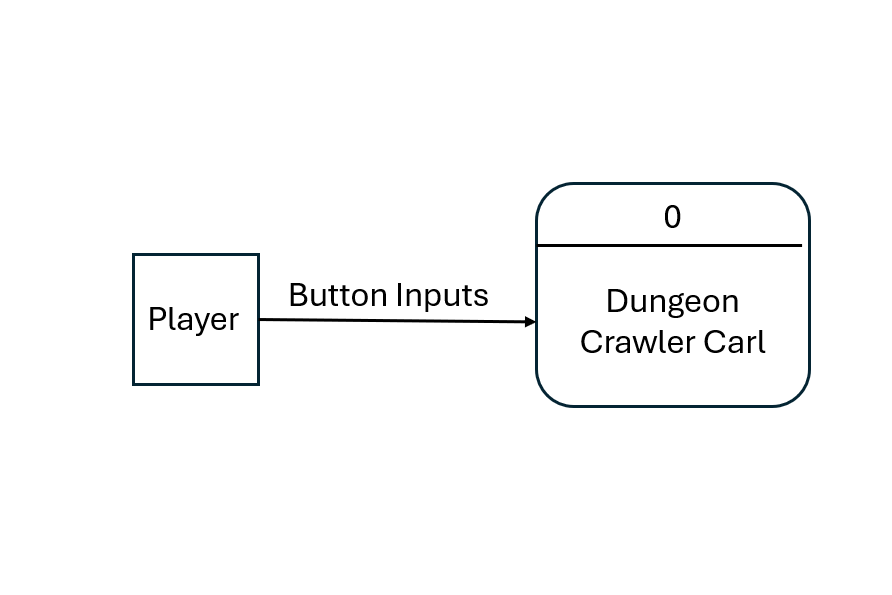 0
Player
Button Inputs
Dungeon
Crawler Carl